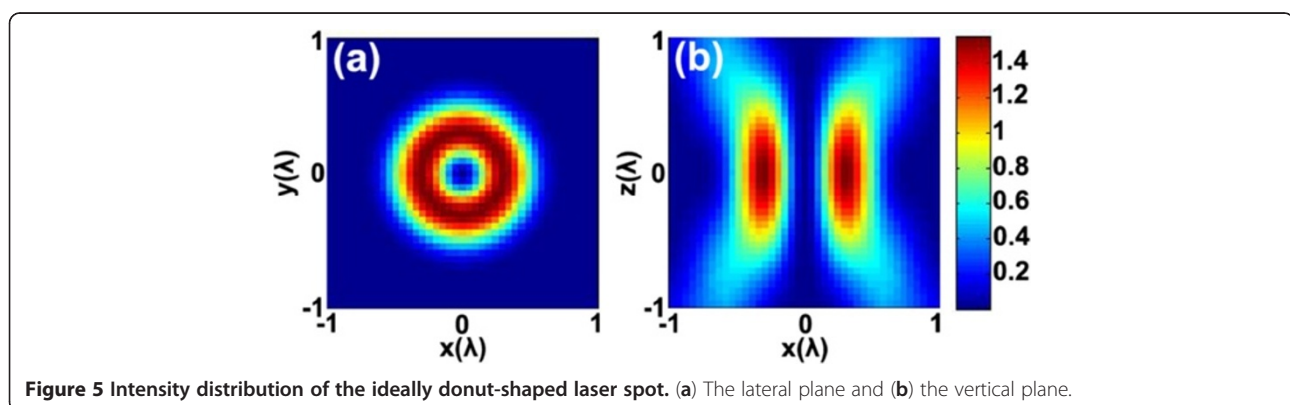 (a)
1
0
-1
y(λ)
-1
0
1
x(λ)
(b)
1
0
-1
z(λ)
-1
0
1
x(λ)
1.4
1.2
1
0.8
0.6
0.4
0.2
Figure 5 Intensity distribution of the ideally donut-shaped laser spot. (a) The lateral plane and (b) the vertical plane.